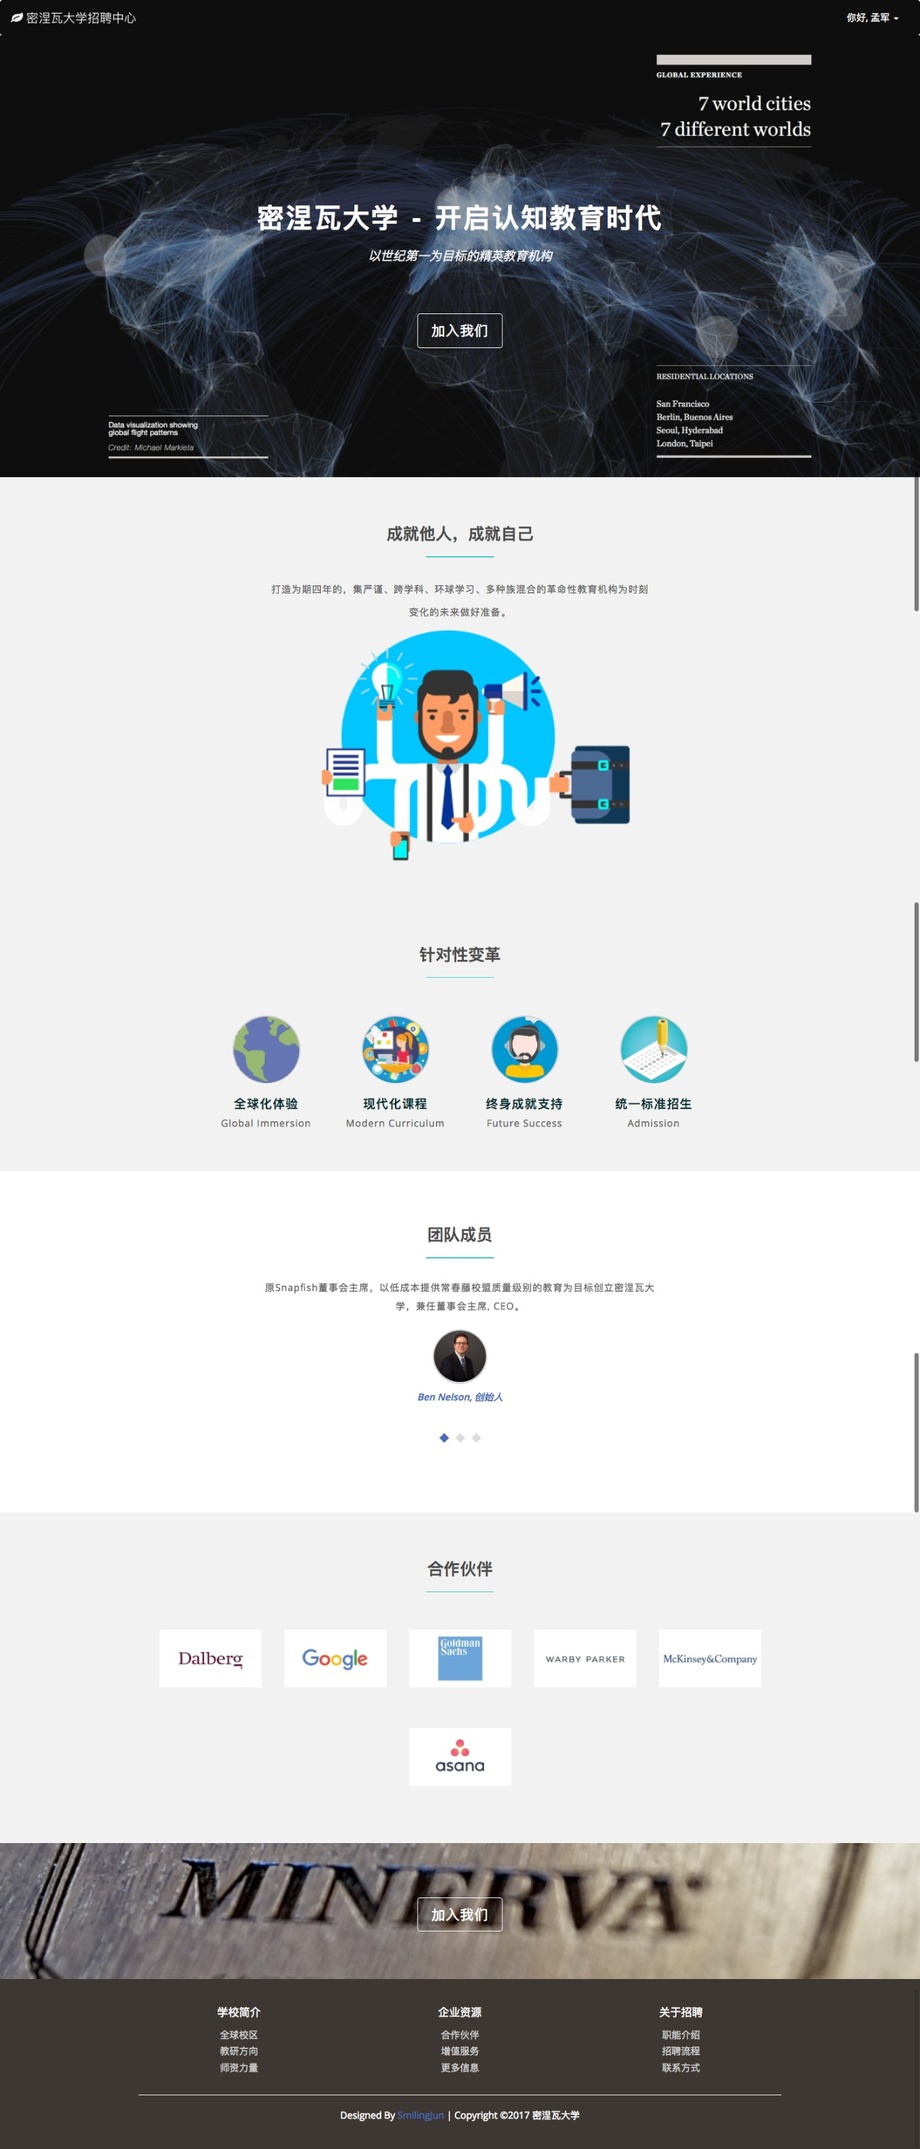 密涅瓦大学招聘中心
你好, 孟军
GLOBAL EXPERIENCE
7 world cities
7 different worlds
密涅瓦大学 - 开启认知教育时代
以世纪第一为目标的精英教育机构
加入我们
RESIDENTIAL LOCATIONS
San Francisco
Berlin, Buenos Aires
Seoul, Hyderabad
London, Taipei
Data visualization showing
global flight patterns
Credit: Michael Markieta
成就他人，成就自己
打造为期四年的，集严谨、跨学科、环球学习、多种族混合的革命性教育机构为时刻
变化的未来做好准备。
针对性变革
全球化体验
现代化课程
终身成就支持
统一标准招生
Global Immersion
Modern Curriculum
Future Success
Admission
团队成员
原Snapfish董事会主席，以低成本提供常春藤校盟质量级别的教育为目标创立密涅瓦大
学，兼任董事会主席, CEO。
Ben Nelson, 创始人
合作伙伴
Dalberg
Google
Goldman
Sachs
WARBY PARKER
McKinsey&Company
asana
MINERVA
加入我们
学校简介
企业资源
关于招聘
全球校区
合作伙伴
职能介绍
教研方向
增值服务
招聘流程
师资力量
更多信息
联系方式
Designed By Smilingjun | Copyright ©2017 密涅瓦大学